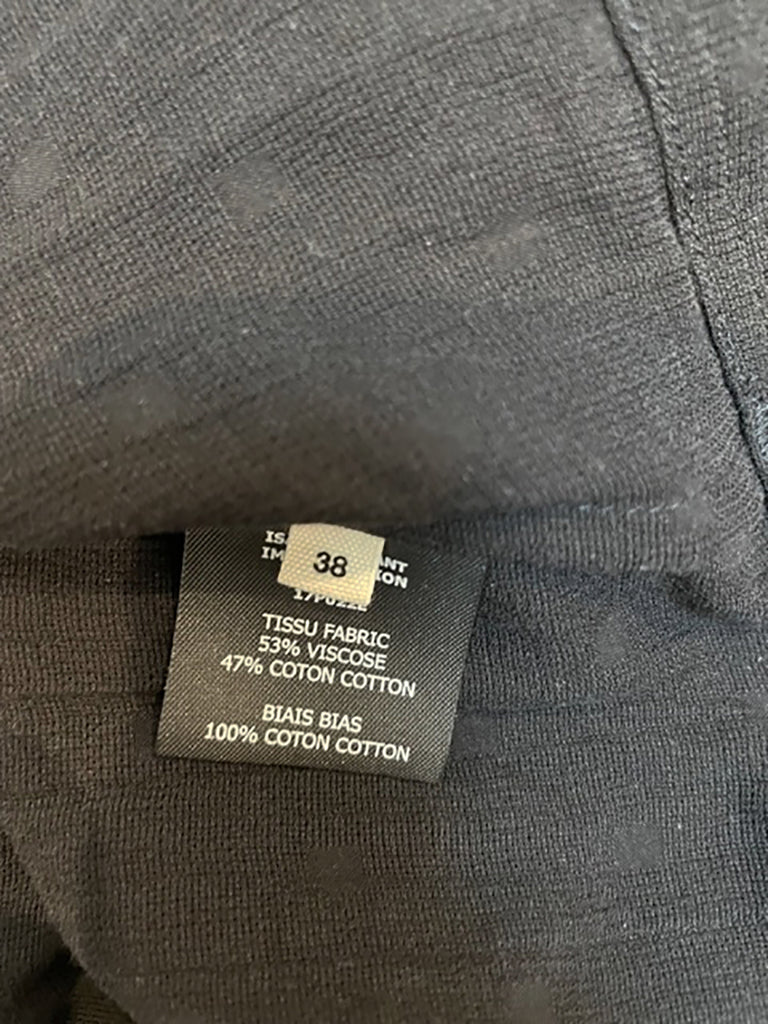 38
TISSU FABRIC
53% VISCOSE
47% COTON COTTON
BIAIS BIAS
100% COTON COTTON